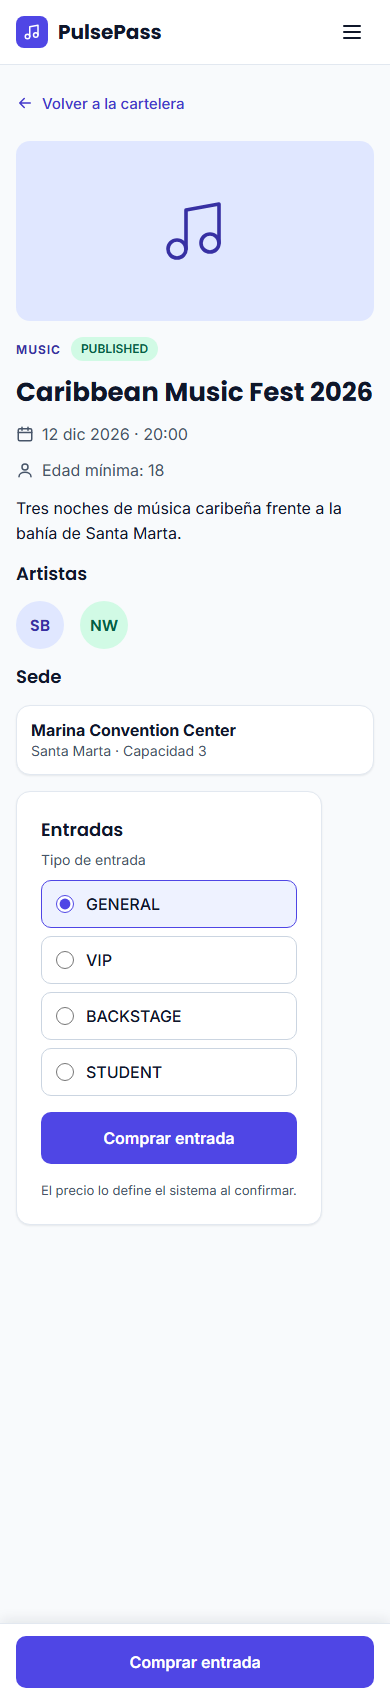 PulsePass
Volver a la cartelera
MUSIC
PUBLISHED
Caribbean Music Fest 2026
12 dic 2026 · 20:00
Edad mínima: 18
Tres noches de música caribeña frente a la
bahía de Santa Marta.
Artistas
SB
NW
Sede
Marina Convention Center
Santa Marta · Capacidad 3
Entradas
Tipo de entrada
GENERAL
VIP
BACKSTAGE
STUDENT
Comprar entrada
El precio lo define el sistema al confirmar.
Comprar entrada